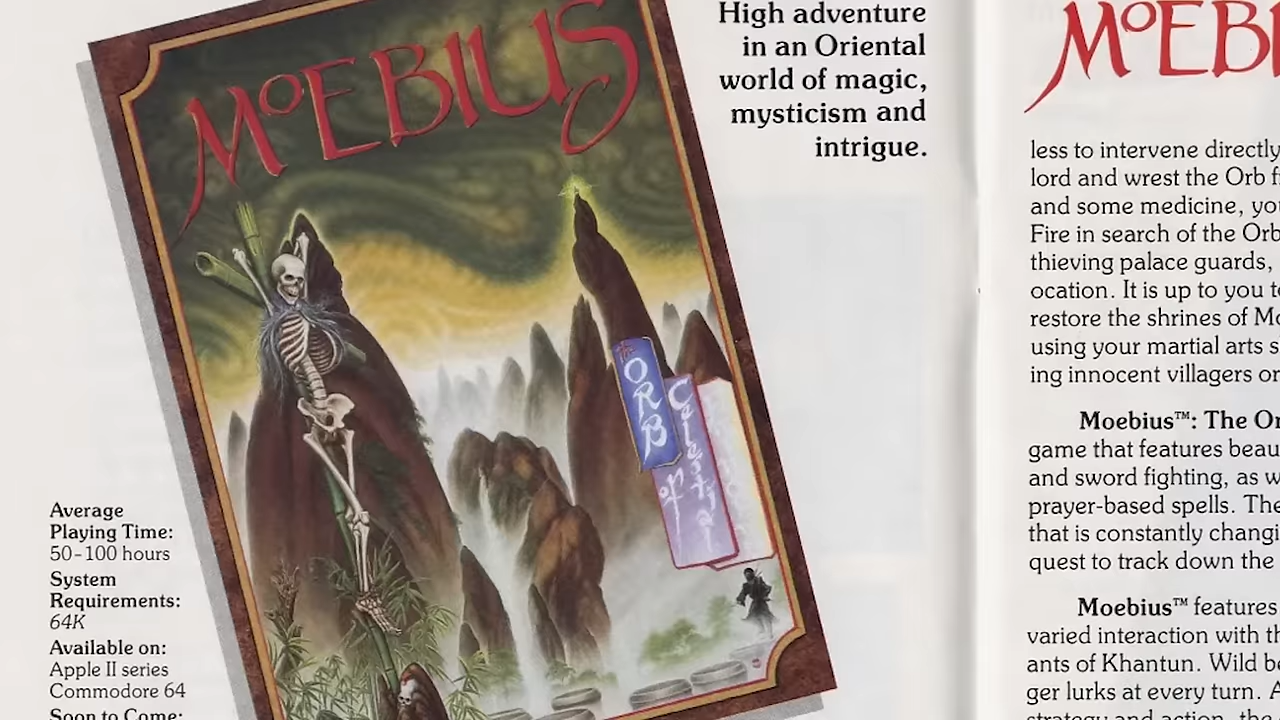 MOEBIUS
ORB
OF
Celestial
High adventure
in an Oriental
world of magic,
mysticism and
intrigue.
Average
Playing Time:
50-100 hours
System
Requirements:
64K
Available on:
Apple II series
Commodore 64
Soon to Come:
MOEBI
less to intervene directly
lord and wrest the Orb f
and some medicine, you
Fire in search of the Orb
thieving palace guards,
ocation. It is up to you to
restore the shrines of Mo
using your martial arts s
ing innocent villagers or
Moebius™: The Or
game that features beau
and sword fighting, as w
prayer-based spells. The
that is constantly changi
quest to track down the
Moebius™ features
varied interaction with th
ants of Khantun. Wild be
ger lurks at every turn. A
strategy and action, the